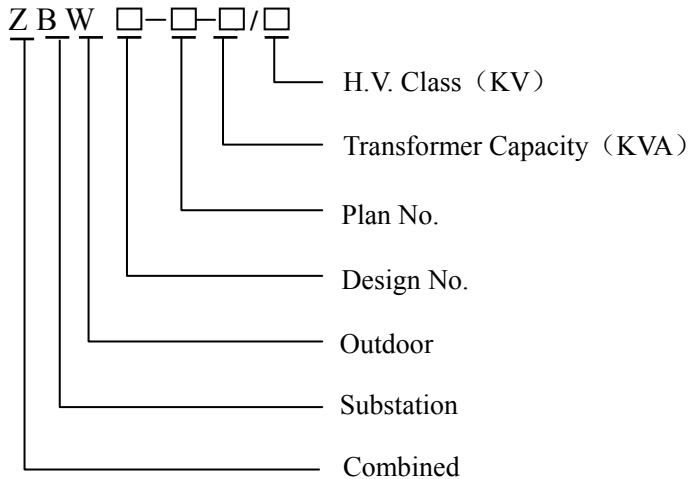 Z B W □－□－□/□
H.V. Class（KV）
Transformer Capacity（KVA）
Plan No.
Design No.
Outdoor
Substation
Combined